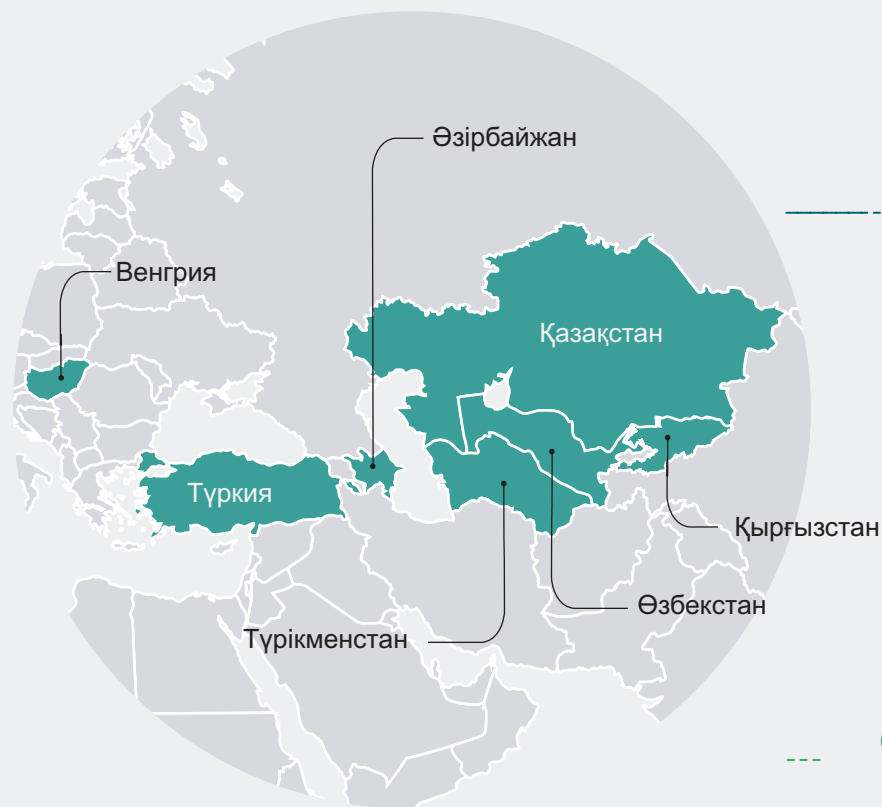 Әзірбайжан
Венгрия
Қазақстан
Түркия
Қырғызстан
Өзбекстан
Түрікменстан